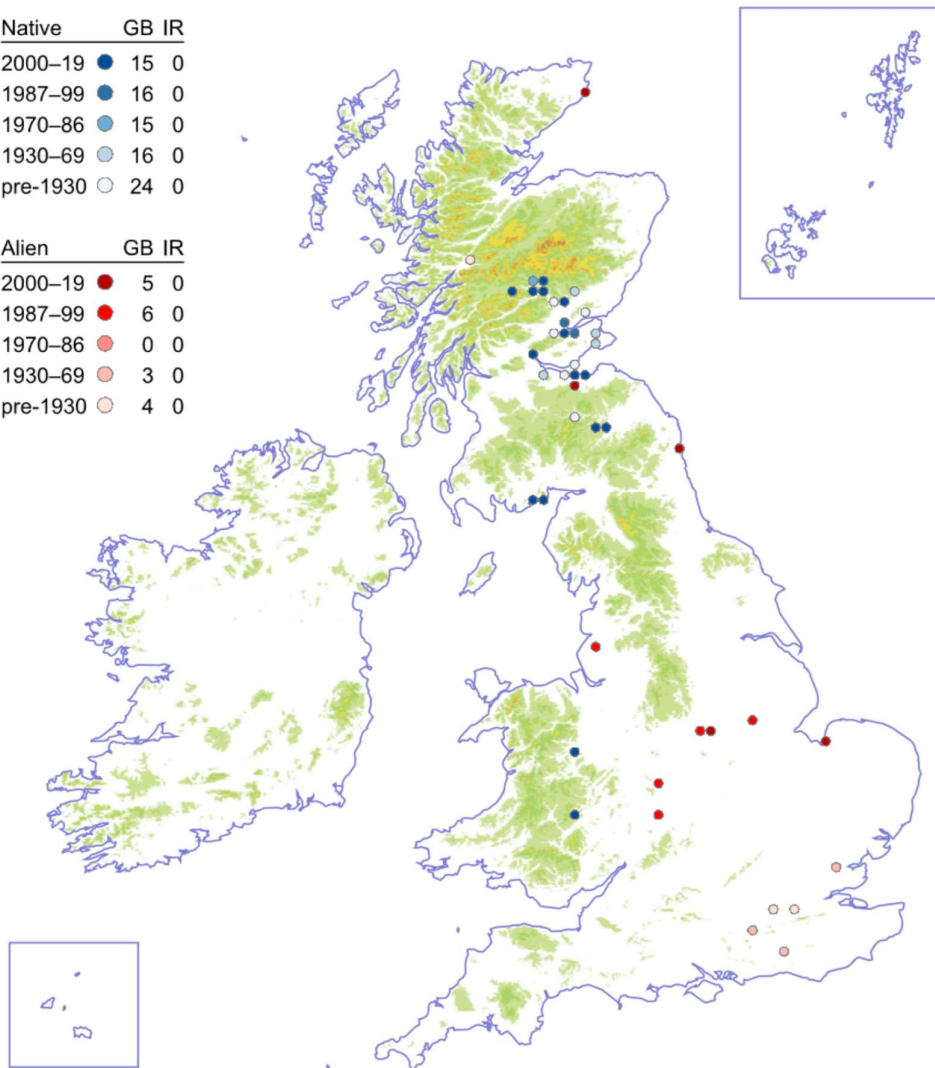 Native GB IR
2000–19 15 0
1987–99 16 0
1970–86 15 0
1930–69 16 0
pre-1930 24 0
Alien GB IR
2000–19 5 0
1987–99 6 0
1970–86 0 0
1930–69 3 0
pre-1930 4 0